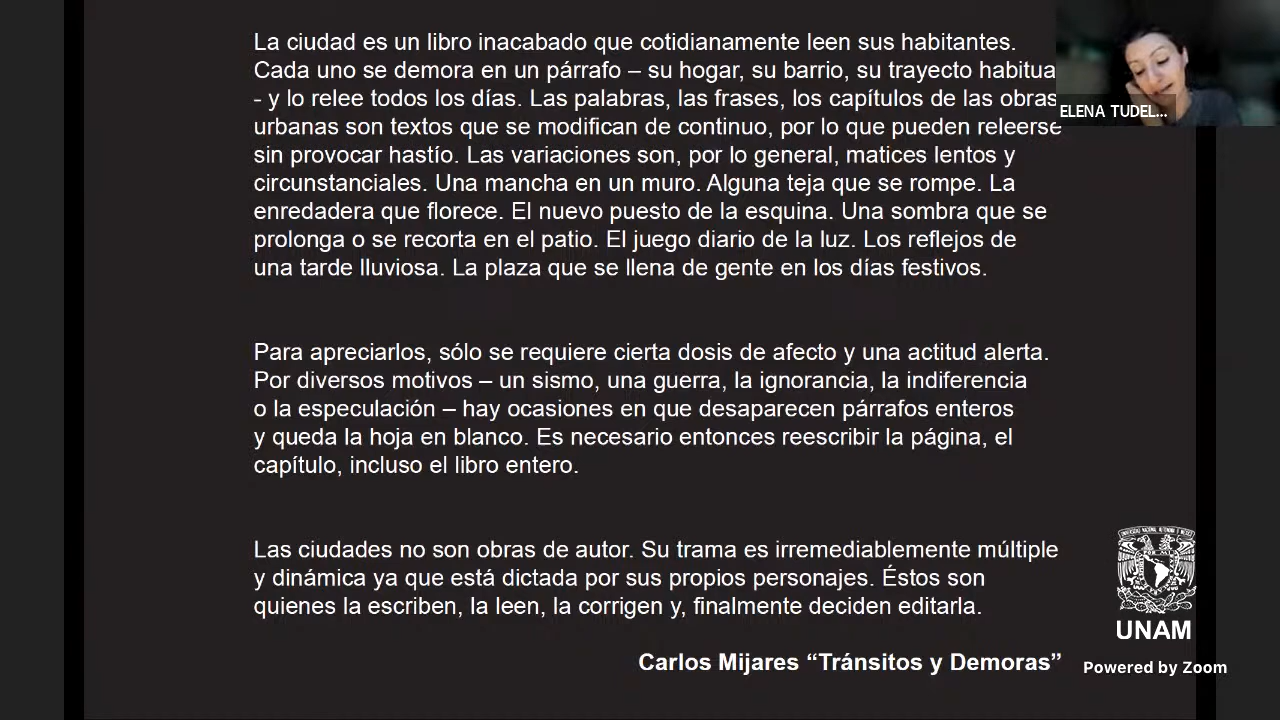 La ciudad es un libro inacabado que cotidianamente leen sus habitantes.
Cada uno se demora en un párrafo – su hogar, su barrio, su trayecto habitua
- y lo relee todos los días. Las palabras, las frases, los capítulos de las obras
urbanas son textos que se modifican de continuo, por lo que pueden releerse
sin provocar hastío. Las variaciones son, por lo general, matices lentos y
circunstanciales. Una mancha en un muro. Alguna teja que se rompe. La
enredadera que florece. El nuevo puesto de la esquina. Una sombra que se
prolonga o se recorta en el patio. El juego diario de la luz. Los reflejos de
una tarde lluviosa. La plaza que se llena de gente en los días festivos.
Para apreciarlos, sólo se requiere cierta dosis de afecto y una actitud alerta.
Por diversos motivos – un sismo, una guerra, la ignorancia, la indiferencia
o la especulación – hay ocasiones en que desaparecen párrafos enteros
y queda la hoja en blanco. Es necesario entonces reescribir la página, el
capítulo, incluso el libro entero.
Las ciudades no son obras de autor. Su trama es irremediablemente múltiple
y dinámica ya que está dictada por sus propios personajes. Éstos son
quienes la escriben, la leen, la corrigen y, finalmente deciden editarla.
Carlos Mijares “Tránsitos y Demoras”
ELENA TUDEL...
UNAM
Powered by Zoom